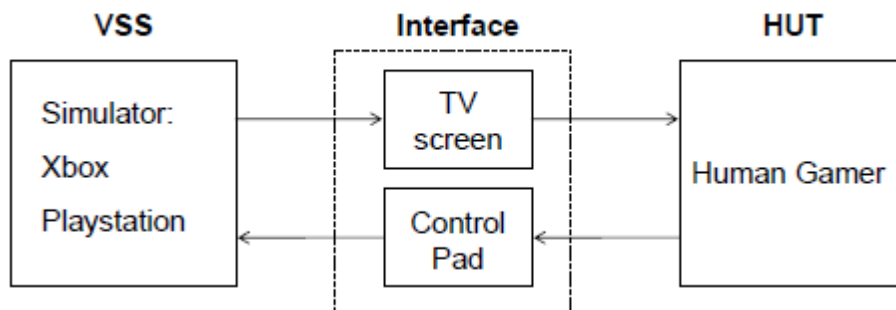 VSS
Interface
HUT
Simulator:
Xbox
Playstation
TV
screen
Control
Pad
Human Gamer